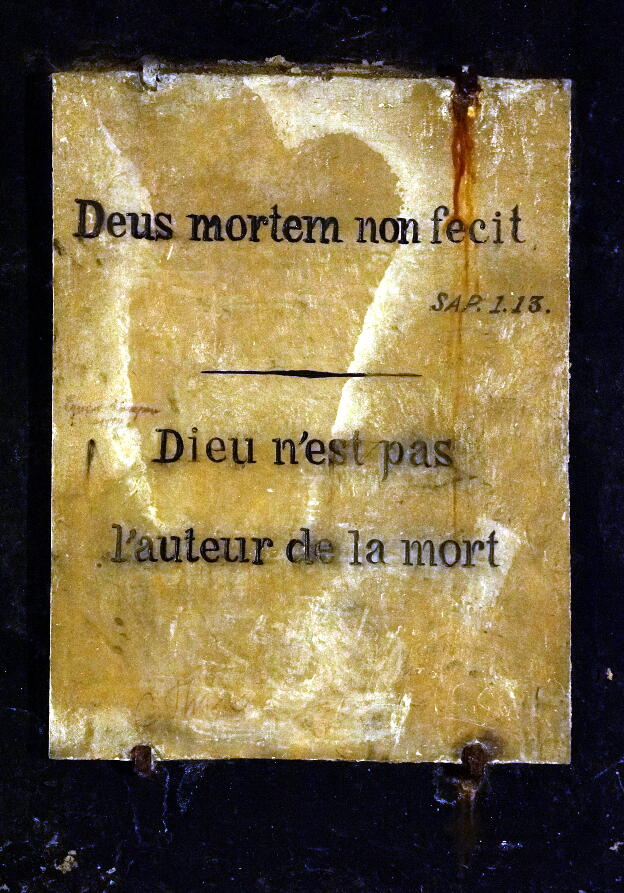 Deus mortem non fecit
SAP. 1.13.
Dieu n'est pas
l'auteur de la mort